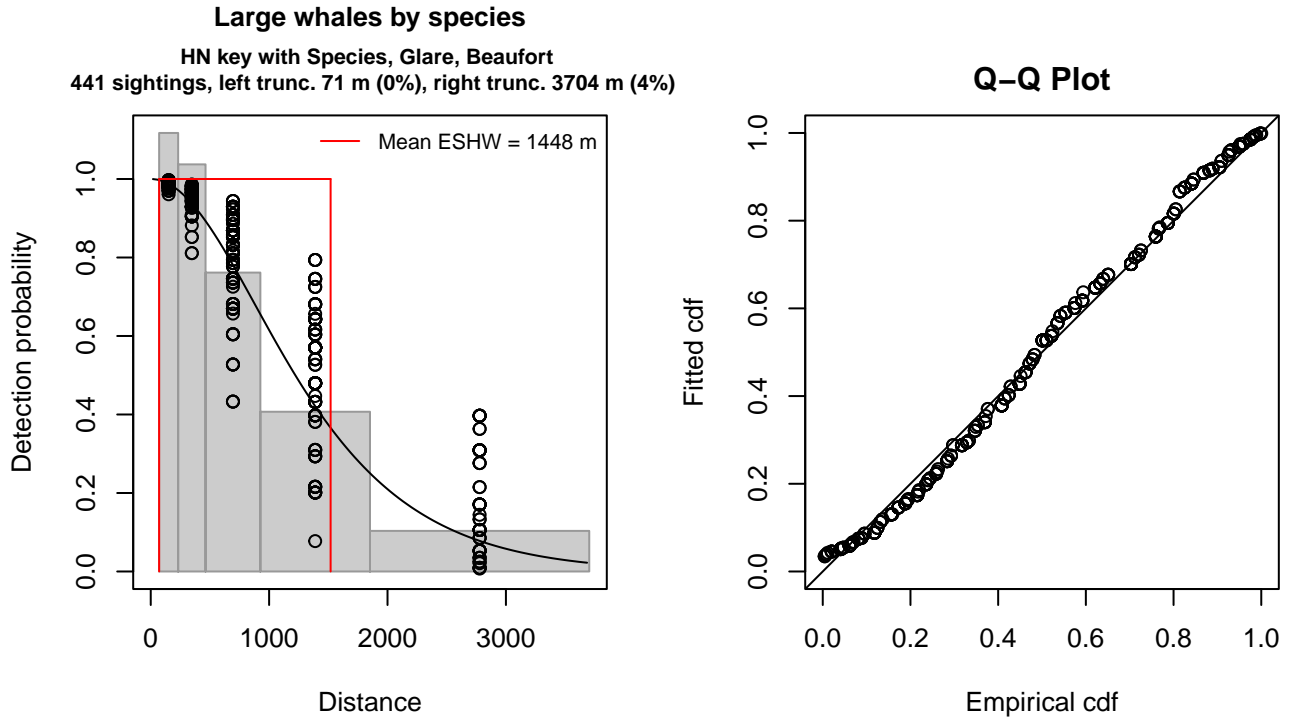 Large whales by species
HN key with Species, Glare, Beaufort
441 sightings, left trunc. 71 m (0%), right trunc. 3704 m (4%)
Mean ESHW = 1448 m
Detection probability
1.0
0.8
0.6
0.4
0.2
0.0
0 1000 2000 3000
Distance
Q−Q Plot
Fitted cdf
1.0
0.8
0.6
0.4
0.2
0.0
0.0 0.2 0.4 0.6 0.8 1.0
Empirical cdf